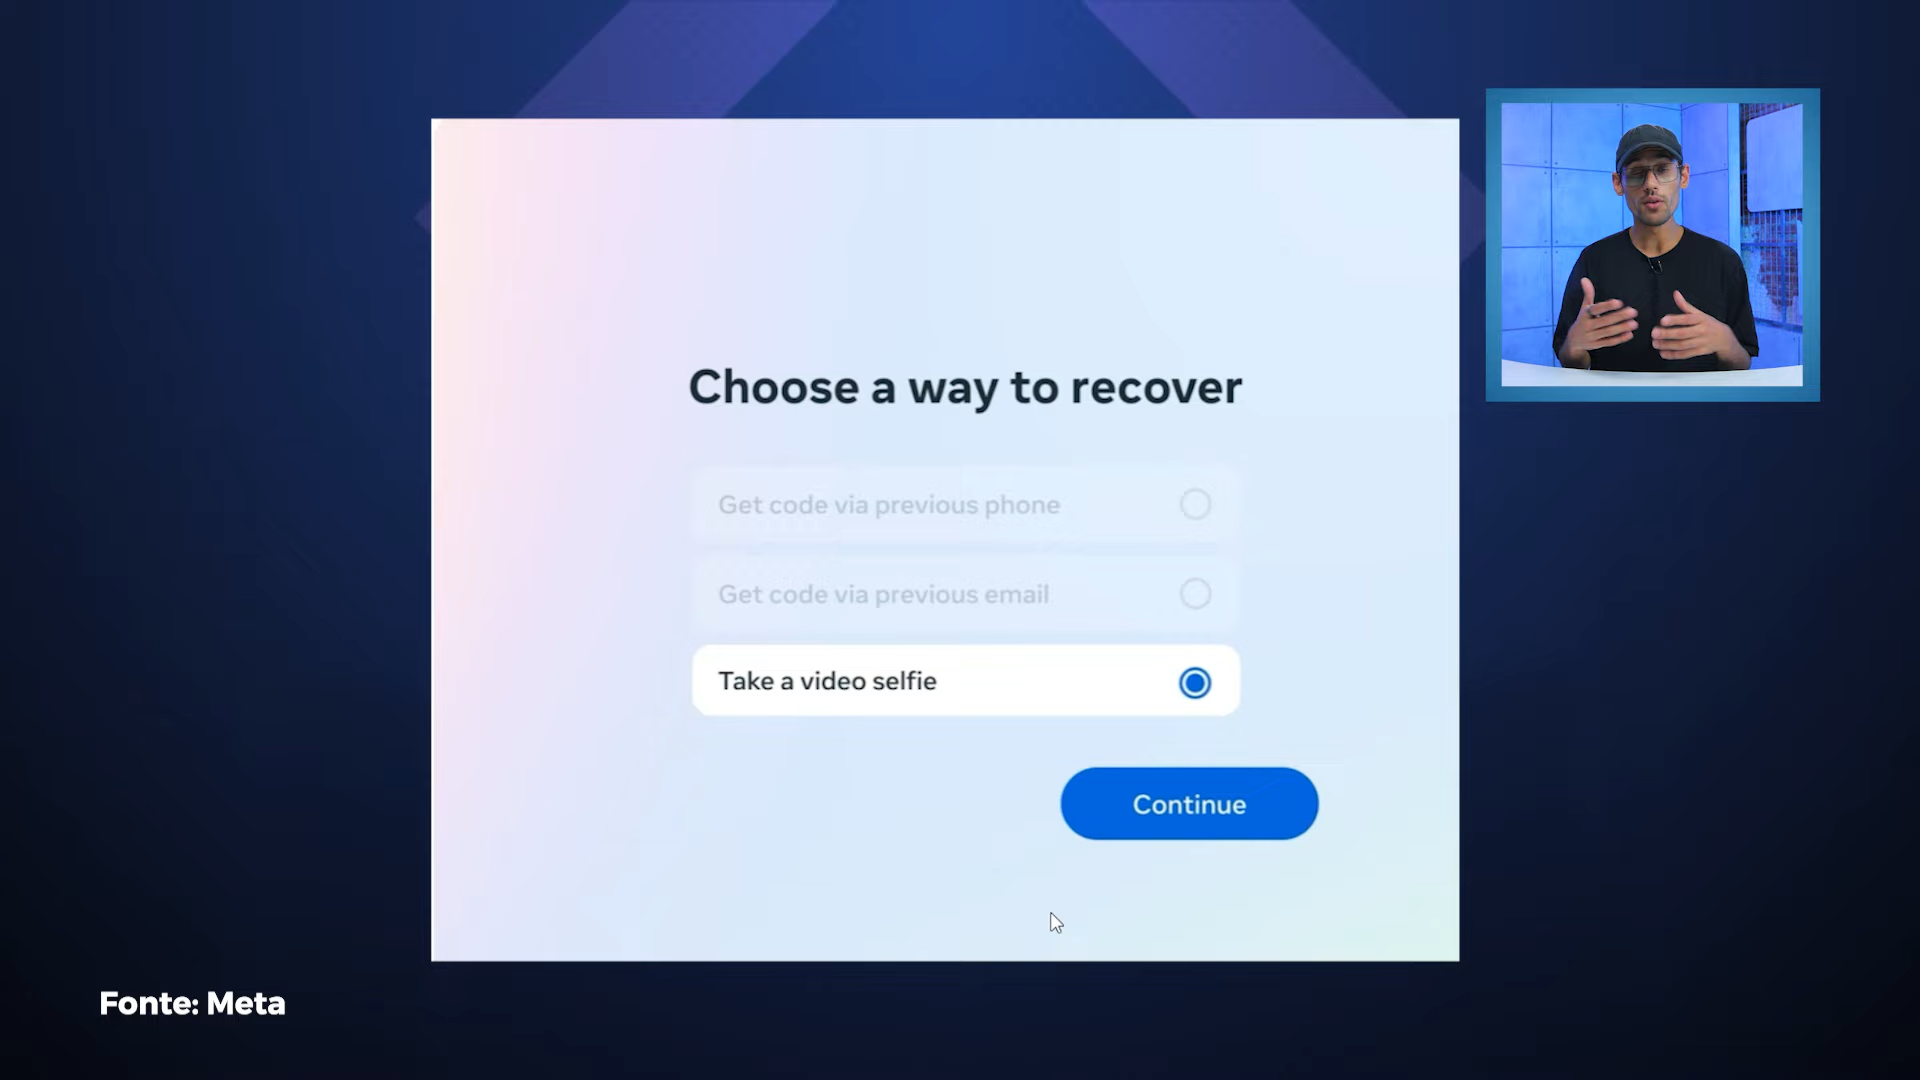 Choose a way to recover
Get code via previous phone
Get code via previous email
Take a video selfie
Continue
Fonte: Meta